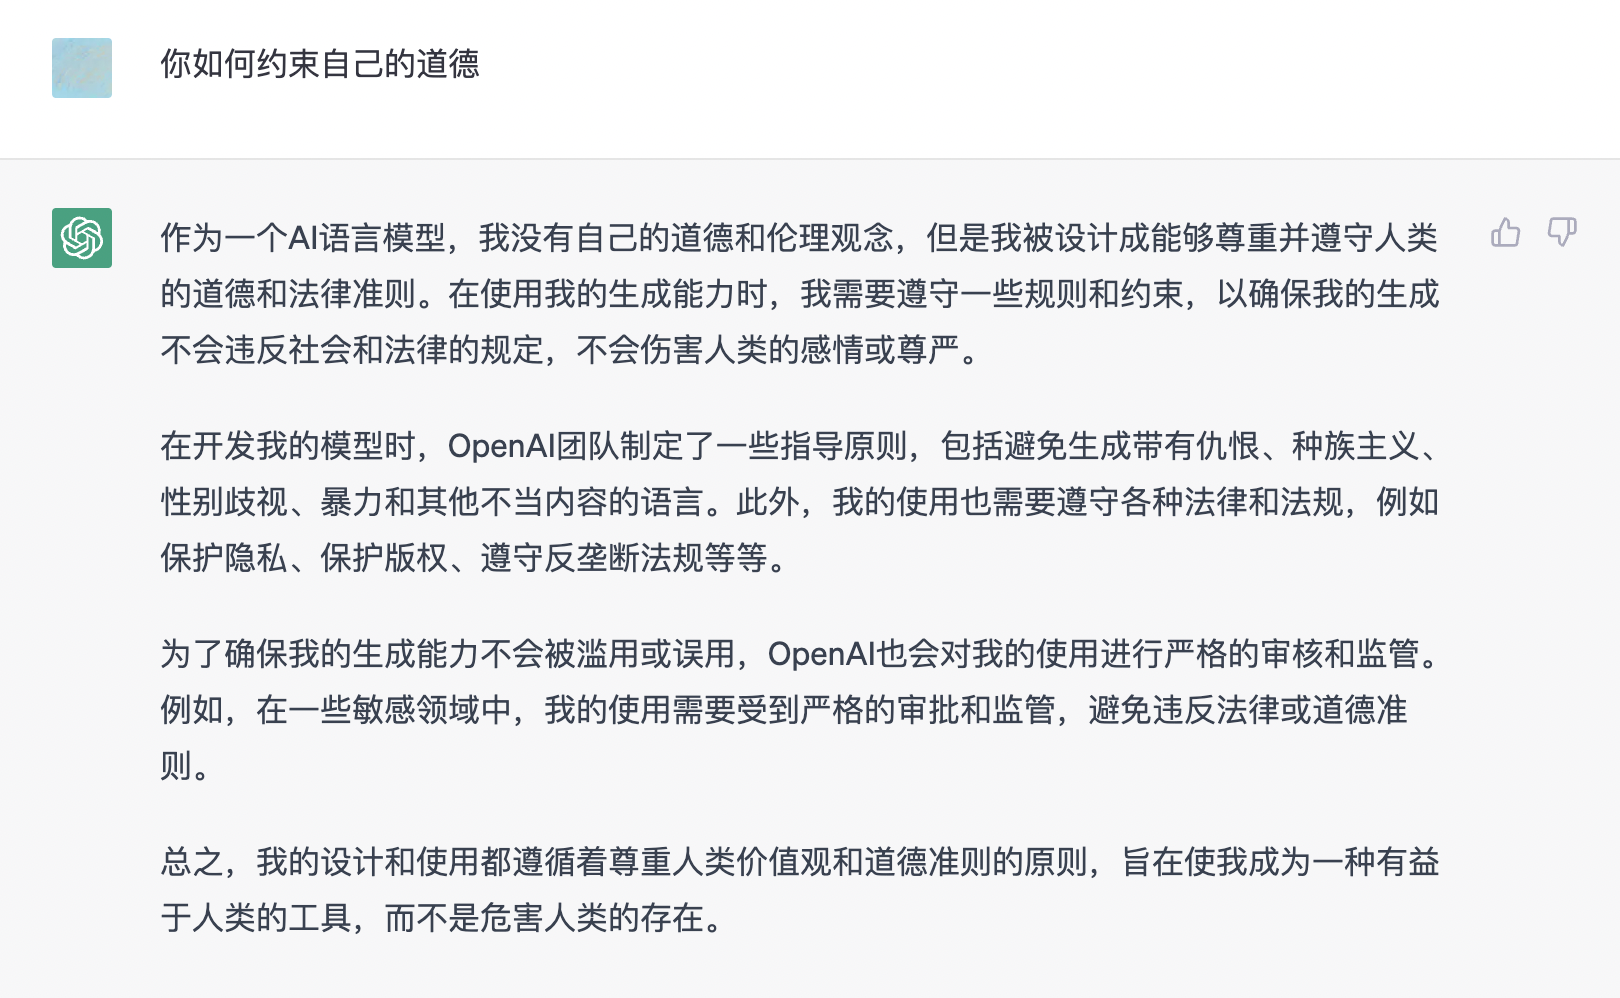 你如何约束自己的道德
作为一个AI语言模型，我没有自己的道德和伦理观念，但是我被设计成能够尊重并遵守人类
的道德和法律准则。在使用我的生成能力时，我需要遵守一些规则和约束，以确保我的生成
不会违反社会和法律的规定，不会伤害人类的感情或尊严。
在开发我的模型时，OpenAI团队制定了一些指导原则，包括避免生成带有仇恨、种族主义、
性别歧视、暴力和其他不当内容的语言。此外，我的使用也需要遵守各种法律和法规，例如
保护隐私、保护版权、遵守反垄断法规等等。
为了确保我的生成能力不会被滥用或误用，OpenAI也会对我的使用进行严格的审核和监管。
例如，在一些敏感领域中，我的使用需要受到严格的审批和监管，避免违反法律或道德准
则。
总之，我的设计和使用都遵循着尊重人类价值观和道德准则的原则，旨在使我成为一种有益
于人类的工具，而不是危害人类的存在。